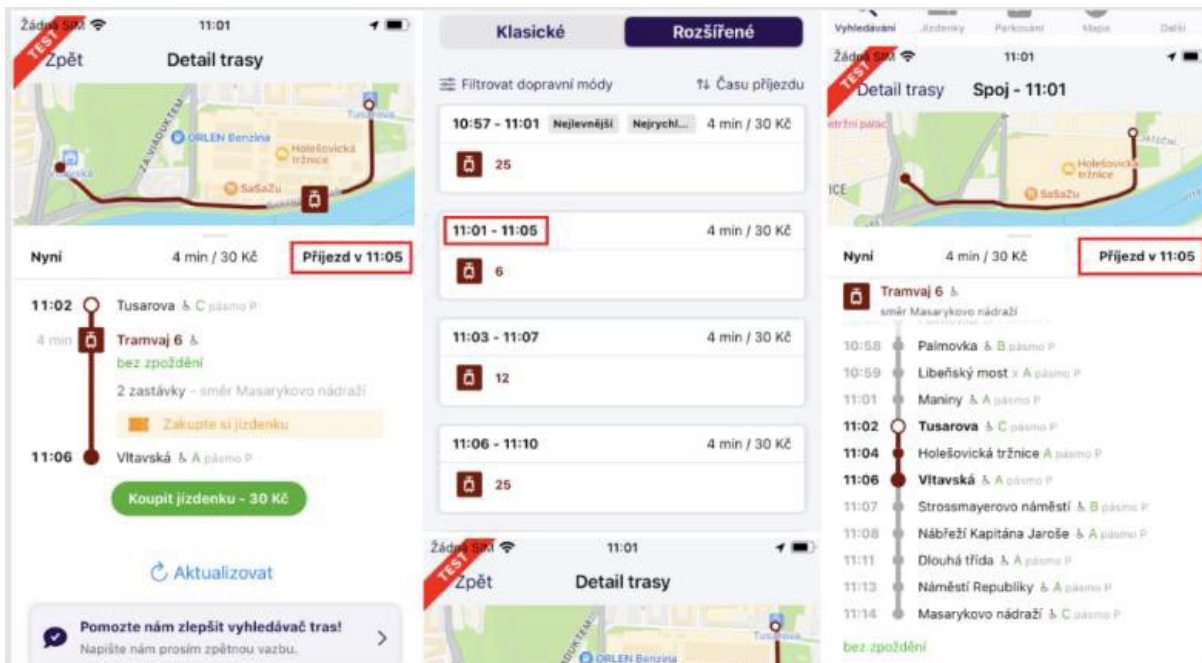 Žádná SIM 11:01
TEST
Zpět Detail trasy
ZA VIADUKTEM
ORLEN Benzina
Tusarova
Holešovická
tržnice
Vltavská
SaSaZu
Nyní 4 min / 30 Kč Příjezd v 11:05
11:02 Tusarova C pásmo P
4 min Tramvaj 6
bez zpoždění
2 zastávky – směr Masarykovo nádraží
Zakupte si jízdenku
11:06 Vltavská A pásmo P
Koupit jízdenku – 30 Kč
Aktualizovat
Pomozte nám zlepšit vyhledávač tras!
Napište nám prosím zpětnou vazbu.
Klasické Rozšířené
Filtrovat dopravní módy Času příjezdu
10:57 - 11:01 Nejlevnější Nejrychl... 4 min / 30 Kč
25
11:01 - 11:05 4 min / 30 Kč
6
11:03 - 11:07 4 min / 30 Kč
12
11:06 - 11:10 4 min / 30 Kč
25
Žádná SIM 11:01
TEST
Zpět Detail trasy
Tusarova
ORLEN Benzina
Vyhledávání Jízdenky Parkování Mapa Další
Žádná SIM 11:01
TEST
Detail trasy Spoj - 11:01
JATEČNÍ
Holešovická
tržnice
ICE
SaSaZu
Nyní 4 min / 30 Kč Příjezd v 11:05
Tramvaj 6
směr Masarykovo nádraží
10:58 Palmovka B pásmo P
10:59 Libeňský most x A pásmo P
11:01 Maniny A pásmo P
11:02 Tusarova C pásmo P
11:04 Holešovická tržnice A pásmo P
11:06 Vltavská A pásmo P
11:07 Strossmayerovo náměstí B pásmo P
11:08 Nábřeží Kapitána Jaroše A pásmo P
11:11 Dlouhá třída A pásmo P
11:13 Náměstí Republiky A pásmo P
11:14 Masarykovo nádraží C pásmo P
bez zpoždění